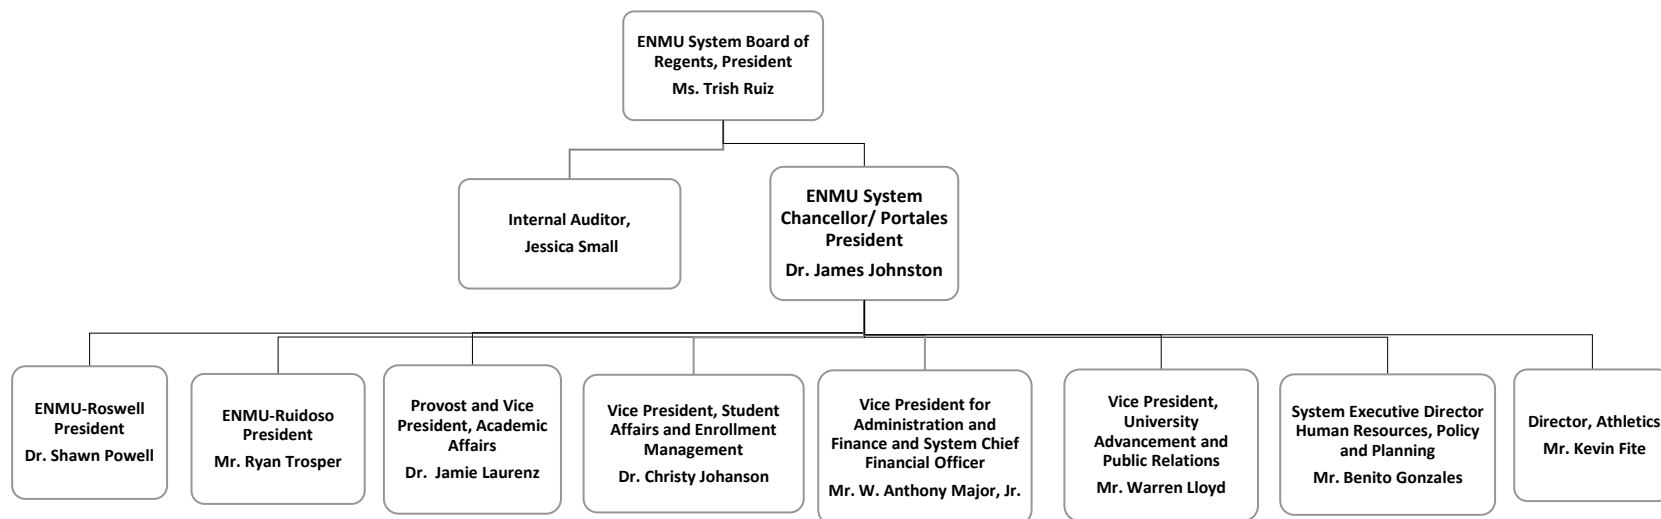 ENMU System Board of
Regents, President
Ms. Trish Ruiz
Internal Auditor,
Jessica Small
ENMU System
Chancellor/ Portales
President
Dr. James Johnston
ENMU-Roswell
President
Dr. Shawn Powell
ENMU-Ruidoso
President
Mr. Ryan Trosper
Provost and Vice
President, Academic
Affairs
Dr.  Jamie Laurenz
Vice President, Student
Affairs and Enrollment
Management
Dr. Christy Johanson
Vice President for
Administration and
Finance and System Chief
Financial Officer
Mr. W. Anthony Major, Jr.
Vice President,
University
Advancement and
Public Relations
Mr. Warren Lloyd
System Executive Director
Human Resources, Policy
and Planning
Mr. Benito Gonzales
Director, Athletics
Mr. Kevin Fite